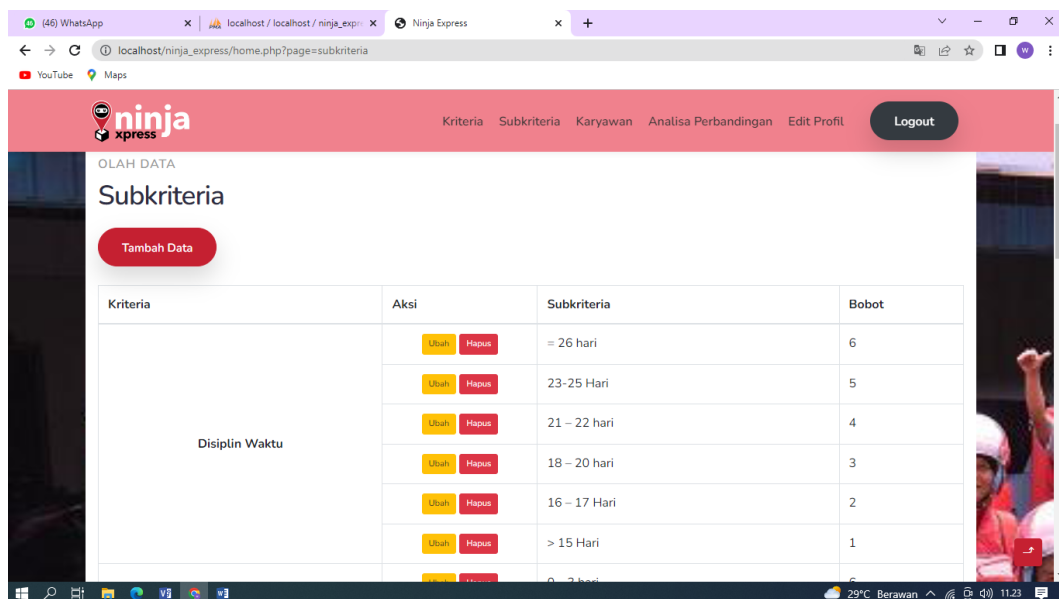 (46) WhatsApp
localhost / localhost / ninja_expre
Ninja Express
localhost/ninja_express/home.php?page=subkriteria
W
YouTube
Maps
ninja
xpress
Kriteria Subkriteria Karyawan Analisa Perbandingan Edit Profil Logout
OLAH DATA
Subkriteria
Tambah Data
Kriteria Aksi Subkriteria Bobot
Ubah Hapus = 26 hari 6
Ubah Hapus 23-25 Hari 5
Ubah Hapus 21 – 22 hari 4
Disiplin Waktu
Ubah Hapus 18 – 20 hari 3
Ubah Hapus 16 – 17 Hari 2
Ubah Hapus > 15 Hari 1
29°C Berawan 11.23